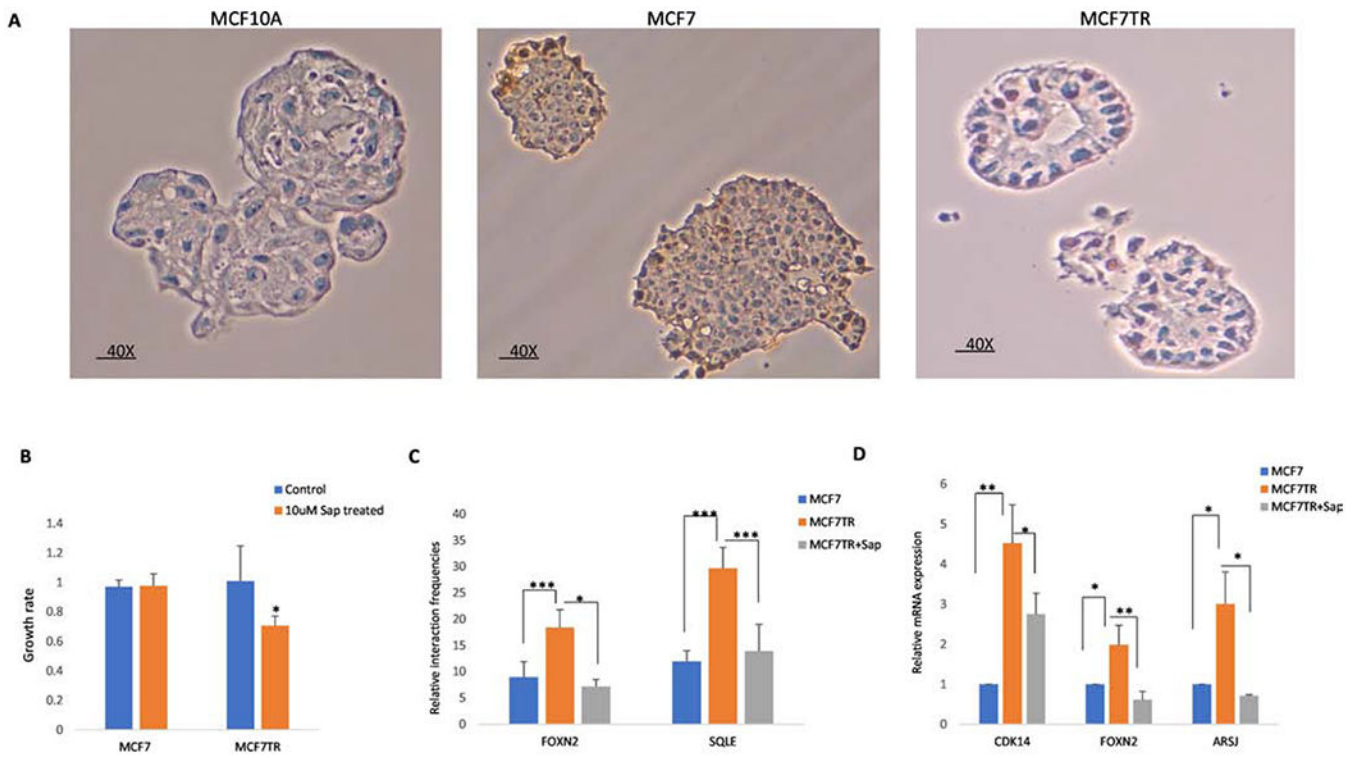 A
MCF10A
MCF7
MCF7TR
40X
40X
40X
B
Control
10uM Sap treated
Growth rate
1.4
1.2
1
0.8
0.6
0.4
0.2
0
*
MCF7
MCF7TR
C
MCF7
MCF7TR
MCF7TR+Sap
Relative interaction frequencies
40
35
30
25
20
15
10
5
0
***
*
***
***
FOXN2
SQLE
D
MCF7
MCF7TR
MCF7TR+Sap
Relative mRNA expression
6
5
4
3
2
1
0
**
*
*
**
*
*
CDK14
FOXN2
ARSJ